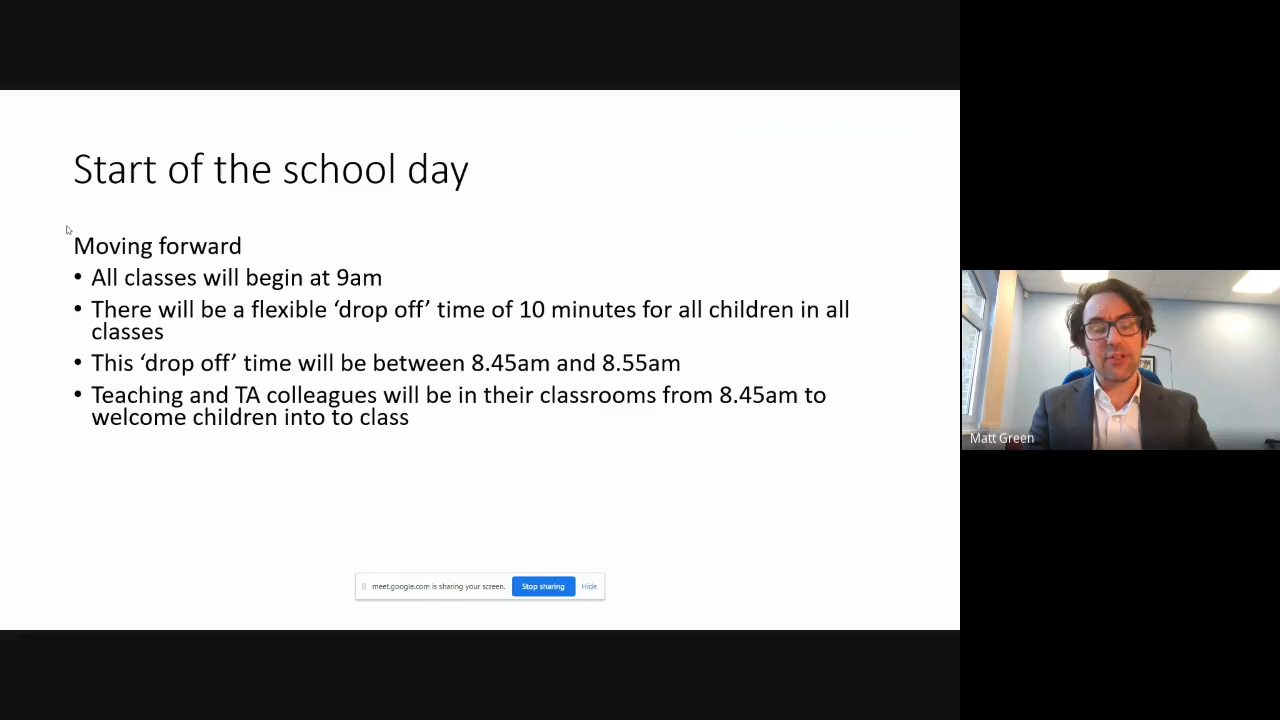 Start of the school day
Moving forward
• All classes will begin at 9am
• There will be a flexible ‘drop off’ time of 10 minutes for all children in all
classes
• This ‘drop off’ time will be between 8.45am and 8.55am
• Teaching and TA colleagues will be in their classrooms from 8.45am to
welcome children into to class
meet.google.com is sharing your screen. Stop sharing Hide
Matt Green